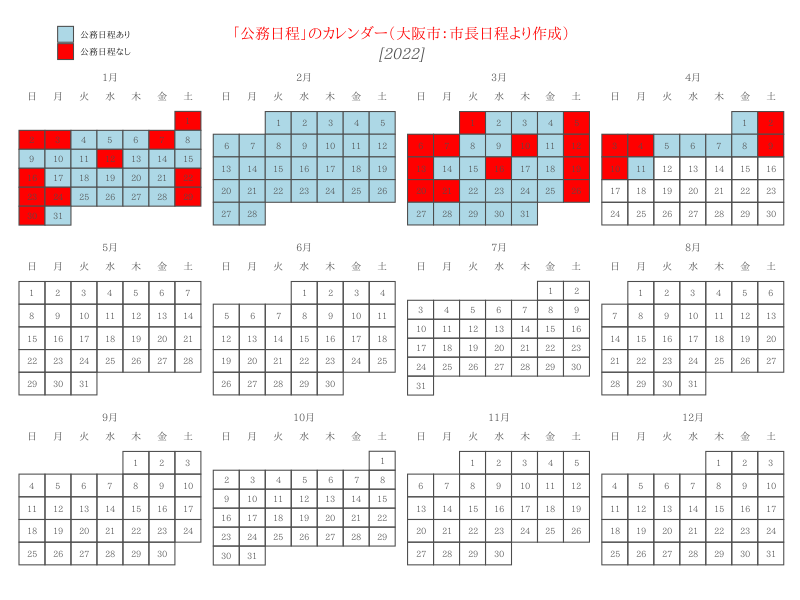 公務日程あり
公務日程なし
「公務日程」のカレンダー（大阪市：市長日程より作成）
[2022]
1月
日 月 火 水 木 金 土
1
2 3 4 5 6 7 8
9 10 11 12 13 14 15
16 17 18 19 20 21 22
23 24 25 26 27 28 29
30 31
2月
日 月 火 水 木 金 土
1 2 3 4 5
6 7 8 9 10 11 12
13 14 15 16 17 18 19
20 21 22 23 24 25 26
27 28
3月
日 月 火 水 木 金 土
1 2 3 4 5
6 7 8 9 10 11 12
13 14 15 16 17 18 19
20 21 22 23 24 25 26
27 28 29 30 31
4月
日 月 火 水 木 金 土
1 2
3 4 5 6 7 8 9
10 11 12 13 14 15 16
17 18 19 20 21 22 23
24 25 26 27 28 29 30
5月
日 月 火 水 木 金 土
1 2 3 4 5 6 7
8 9 10 11 12 13 14
15 16 17 18 19 20 21
22 23 24 25 26 27 28
29 30 31
6月
日 月 火 水 木 金 土
1 2 3 4
5 6 7 8 9 10 11
12 13 14 15 16 17 18
19 20 21 22 23 24 25
26 27 28 29 30
7月
日 月 火 水 木 金 土
1 2
3 4 5 6 7 8 9
10 11 12 13 14 15 16
17 18 19 20 21 22 23
24 25 26 27 28 29 30
31
8月
日 月 火 水 木 金 土
1 2 3 4 5 6
7 8 9 10 11 12 13
14 15 16 17 18 19 20
21 22 23 24 25 26 27
28 29 30 31
9月
日 月 火 水 木 金 土
1 2 3
4 5 6 7 8 9 10
11 12 13 14 15 16 17
18 19 20 21 22 23 24
25 26 27 28 29 30
10月
日 月 火 水 木 金 土
1
2 3 4 5 6 7 8
9 10 11 12 13 14 15
16 17 18 19 20 21 22
23 24 25 26 27 28 29
30 31
11月
日 月 火 水 木 金 土
1 2 3 4 5
6 7 8 9 10 11 12
13 14 15 16 17 18 19
20 21 22 23 24 25 26
27 28 29 30
12月
日 月 火 水 木 金 土
1 2 3
4 5 6 7 8 9 10
11 12 13 14 15 16 17
18 19 20 21 22 23 24
25 26 27 28 29 30 31